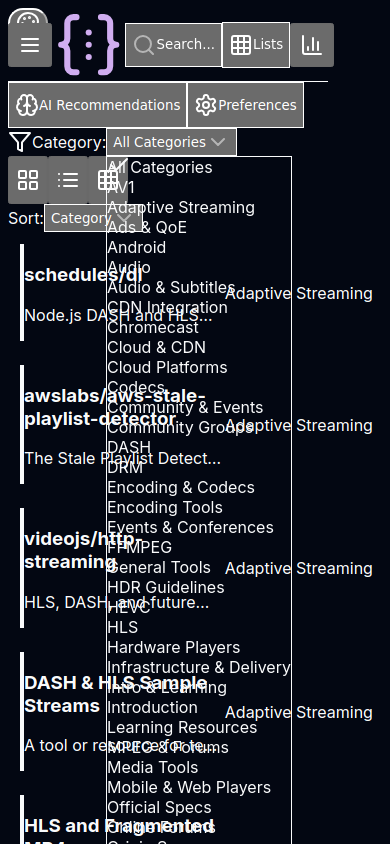 {:}
Search...
Lists
AI Recommendations
Preferences
Category:
All Categories
Sort:
Category
All Categories
AV1
Adaptive Streaming
Ads & QoE
Android
Audio
Audio & Subtitles
CDN Integration
Chromecast
Cloud & CDN
Cloud Platforms
Codecs
Community & Events
Community Groups
DASH
DRM
Encoding & Codecs
Encoding Tools
Events & Conferences
FFMPEG
General Tools
HDR Guidelines
HEVC
HLS
Hardware Players
Infrastructure & Delivery
Intro & Learning
Introduction
Learning Resources
MPEG & Forums
Media Tools
Mobile & Web Players
Official Specs
Online Forums
schedules/ql
Node.js DASH and HLS...
Adaptive Streaming
awslabs/aws-stale-
playlist-detector
The Stale Playlist Detect...
Adaptive Streaming
videojs/http-
streaming
HLS, DASH, and future...
Adaptive Streaming
DASH & HLS Sample
Streams
A tool or resource for te...
Adaptive Streaming
HLS and Fragmented
MP4